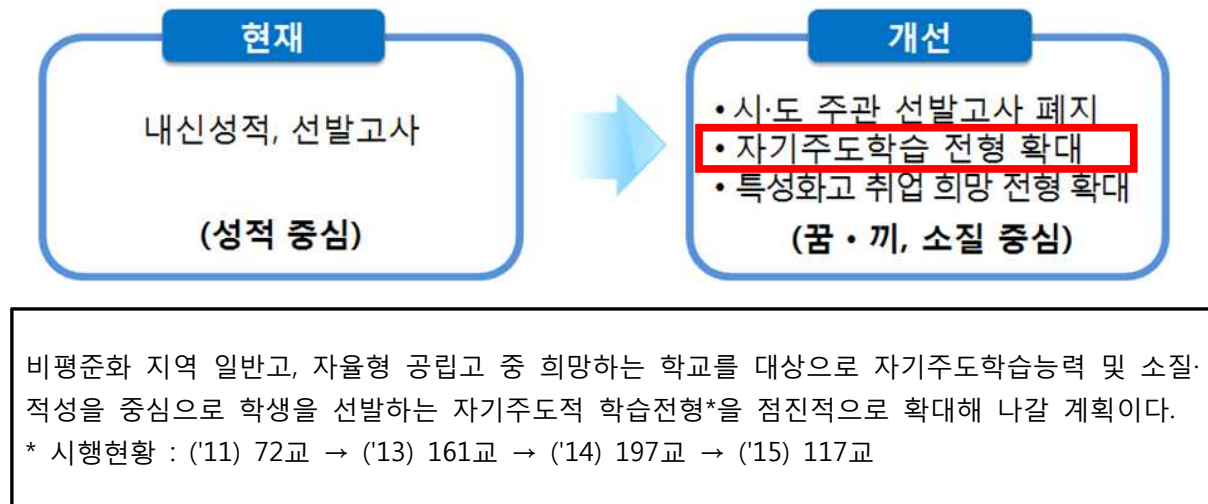 현재
내신성적, 선발고사
(성적 중심)
개선
• 시·도 주관 선발고사 폐지
• 자기주도학습 전형 확대
• 특성화고 취업 희망 전형 확대
(꿈・끼, 소질 중심)
비평준화 지역 일반고, 자율형 공립고 중 희망하는 학교를 대상으로 자기주도학습능력 및 소질·
적성을 중심으로 학생을 선발하는 자기주도적 학습전형*을 점진적으로 확대해 나갈 계획이다.
* 시행현황 : ('11) 72교 → ('13) 161교 → ('14) 197교 → ('15) 117교